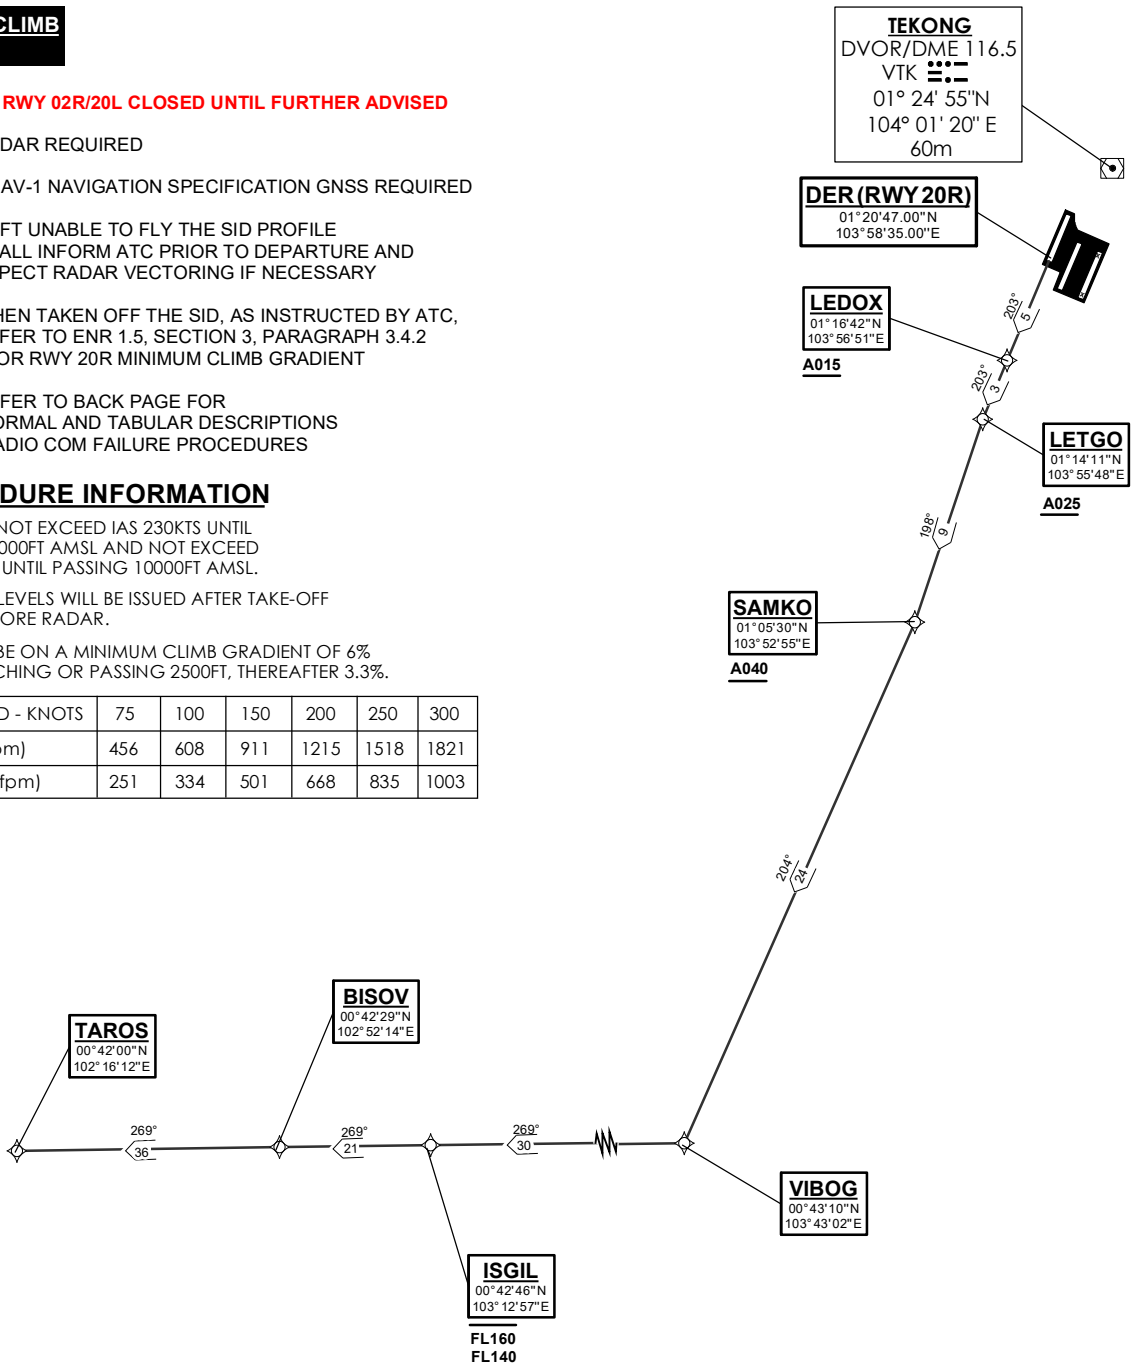 CLIMB
RWY 02R/20L CLOSED UNTIL FURTHER ADVISED
DAR REQUIRED
AV-1 NAVIGATION SPECIFICATION GNSS REQUIRED
FT UNABLE TO FLY THE SID PROFILE
ALL INFORM ATC PRIOR TO DEPARTURE AND
PECT RADAR VECTORING IF NECESSARY
HEN TAKEN OFF THE SID, AS INSTRUCTED BY ATC,
FER TO ENR 1.5, SECTION 3, PARAGRAPH 3.4.2
OR RWY 20R MINIMUM CLIMB GRADIENT
FER TO BACK PAGE FOR
ORMAL AND TABULAR DESCRIPTIONS
ADIO COM FAILURE PROCEDURES
DURE INFORMATION
NOT EXCEED IAS 230KTS UNTIL
000FT AMSL AND NOT EXCEED
UNTIL PASSING 10000FT AMSL.
LEVELS WILL BE ISSUED AFTER TAKE-OFF
ORE RADAR.
BE ON A MINIMUM CLIMB GRADIENT OF 6%
CHING OR PASSING 2500FT, THEREAFTER 3.3%.
D - KNOTS 75 100 150 200 250 300
om) 456 608 911 1215 1518 1821
fpm) 251 334 501 668 835 1003
TEKONG
DVOR/DME 116.5
VTK
01° 24' 55"N
104° 01' 20" E
60m
DER (RWY 20R)
01°20'47.00"N
103°58'35.00"E
203°
5
LEDOX
01°16'42"N
103°56'51"E
A015
203°
3
LETGO
01°14'11"N
103°55'48"E
A025
198°
9
SAMKO
01°05'30"N
103°52'55"E
A040
204°
24
VIBOG
00°43'10"N
103°43'02"E
269°
30
ISGIL
00°42'46"N
103°12'57"E
FL160
FL140
269°
21
BISOV
00°42'29"N
102°52'14"E
269°
36
TAROS
00°42'00"N
102°16'12"E